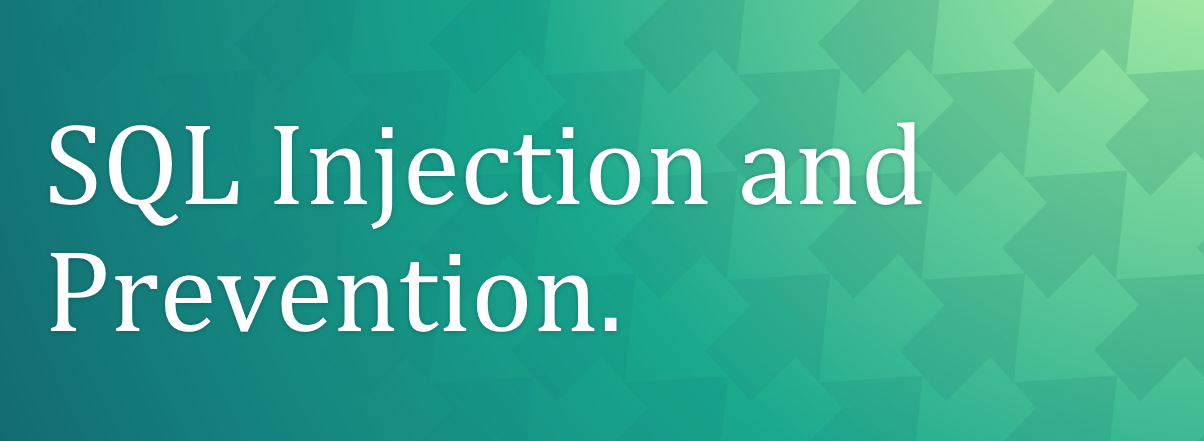 SQL Injection and
Prevention.